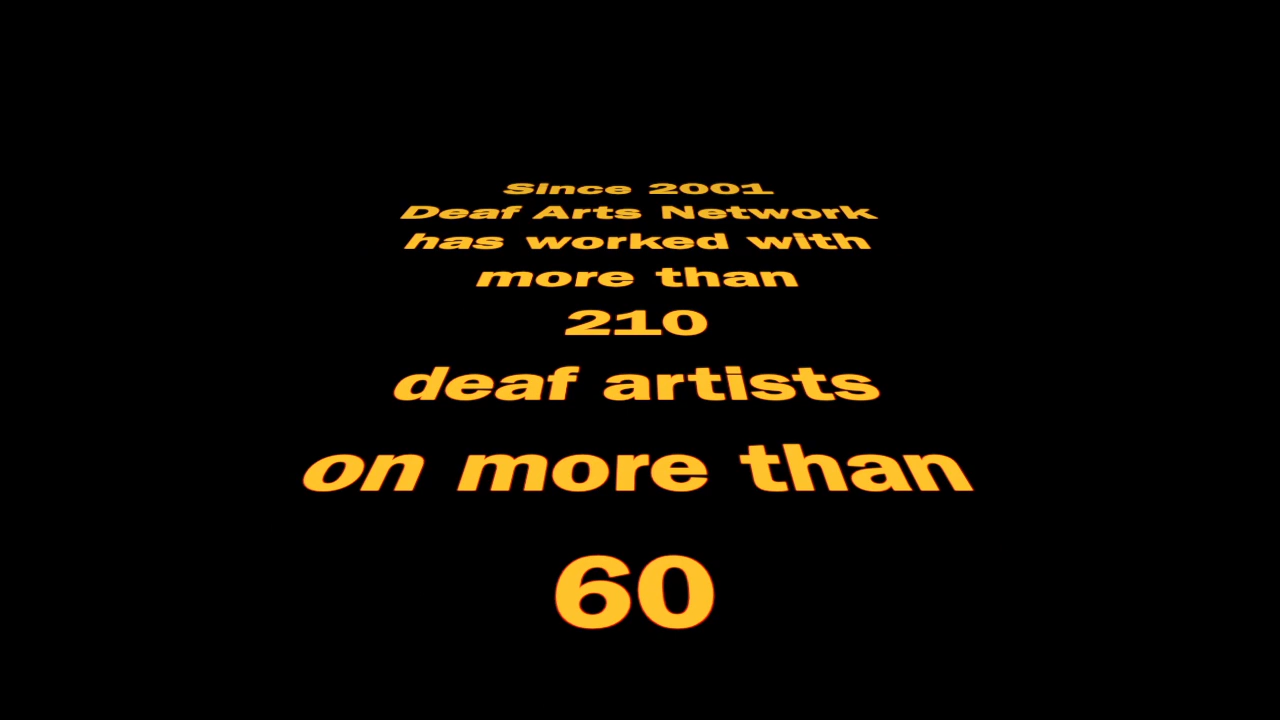 Since 2001
Deaf Arts Network
has worked with
more than
210
deaf artists
on more than
60